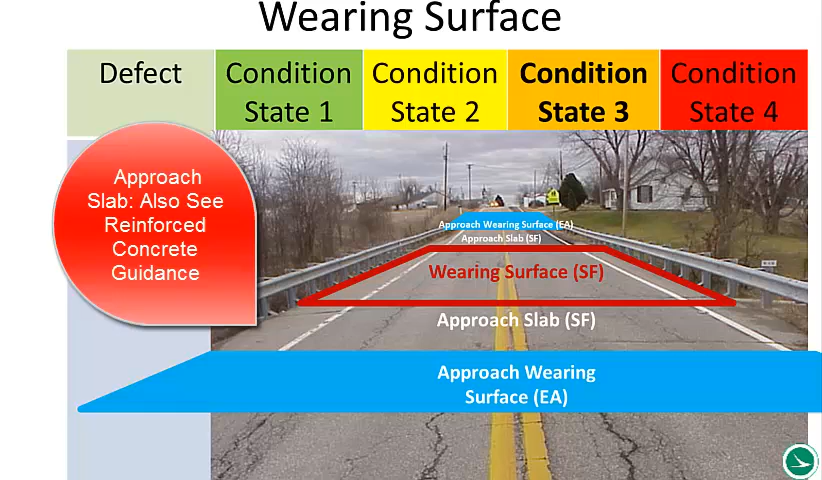 Wearing Surface
Defect
Condition
State 1
Condition
State 2
Condition
State 3
Condition
State 4
Approach
Slab: Also See
Reinforced
Concrete
Guidance
Approach Wearing Surface (EA)
Approach Slab (SF)
Wearing Surface (SF)
Approach Slab (SF)
Approach Wearing
Surface (EA)